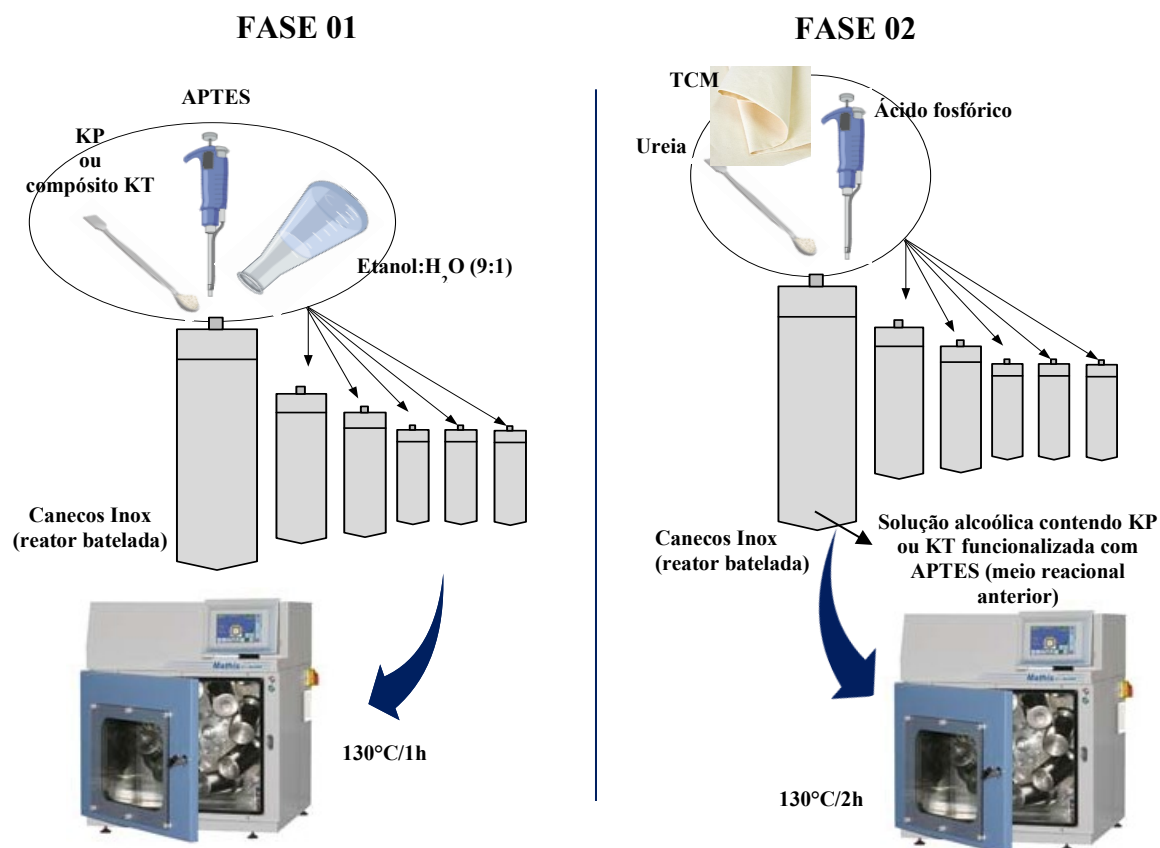 FASE 01
APTES
KP
ou
compósito KT
Etanol:H2O (9:1)
Canecos Inox
(reator batelada)
Mathis
130°C/1h
FASE 02
TCM
Ácido fosfórico
Ureia
Canecos Inox
(reator batelada)
Solução alcoólica contendo KP
ou KT funcionalizada com
APTES (meio reacional
anterior)
Mathis
130°C/2h